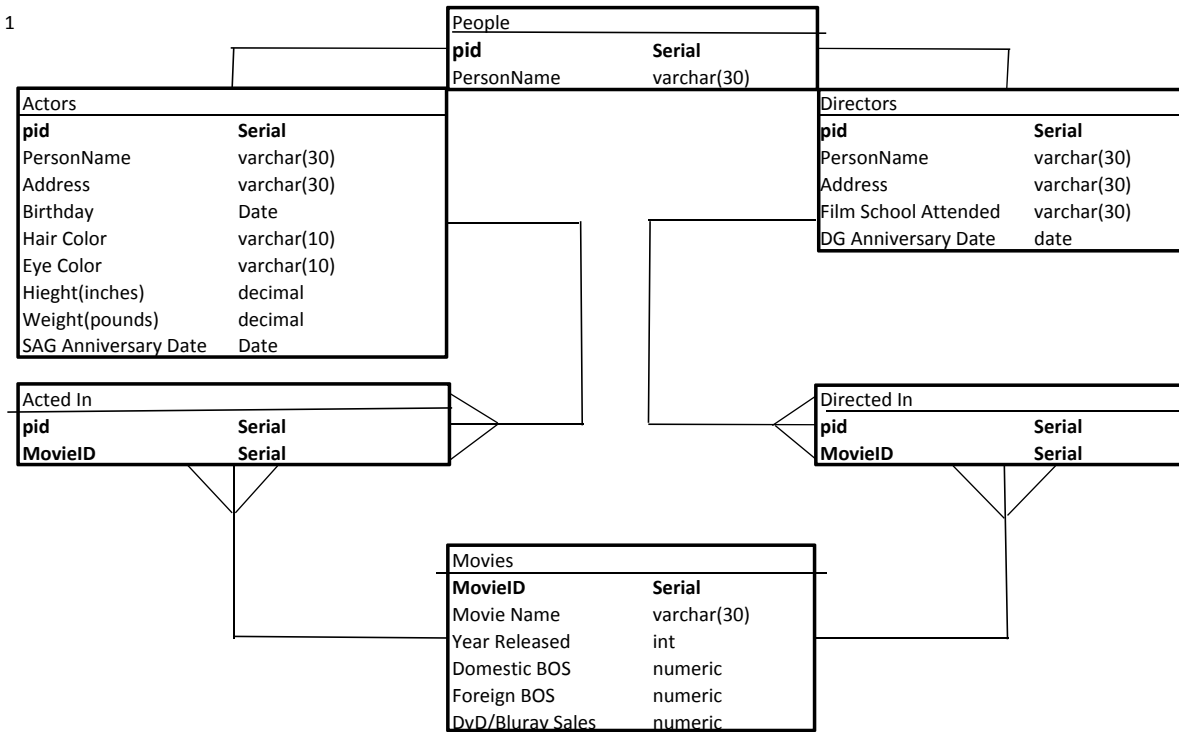 1
People
pid Serial
PersonName varchar(30)
Actors
pid Serial
PersonName varchar(30)
Address varchar(30)
Birthday Date
Hair Color varchar(10)
Eye Color varchar(10)
Hieght(inches) decimal
Weight(pounds) decimal
SAG Anniversary Date Date
Directors
pid Serial
PersonName varchar(30)
Address varchar(30)
Film School Attended varchar(30)
DG Anniversary Date date
Acted In
pid Serial
MovieID Serial
Directed In
pid Serial
MovieID Serial
Movies
MovieID Serial
Movie Name varchar(30)
Year Released int
Domestic BOS numeric
Foreign BOS numeric
DvD/Bluray Sales numeric